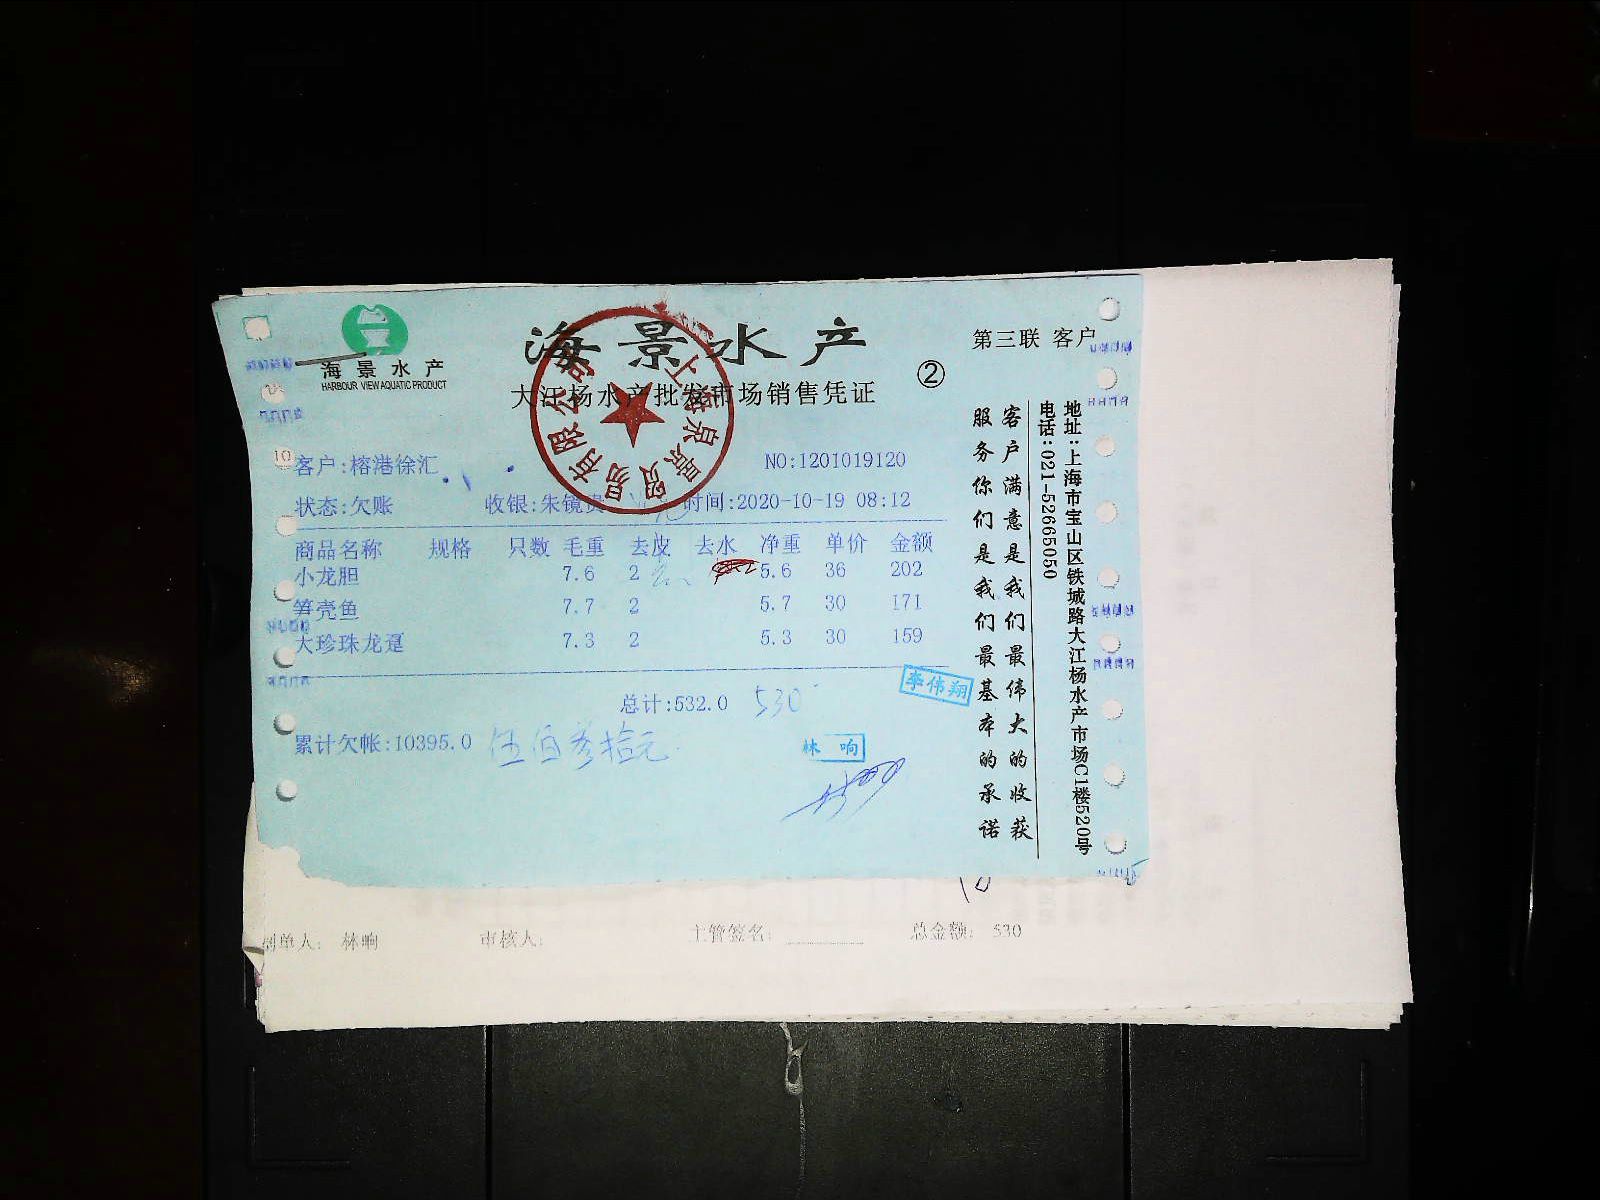 海景水产
HARBOUR VIEW AQUATIC PRODUCT
海景水产
大江杨水产批发市场销售凭证
②
第三联 客户
客户:榕港徐汇
NO:1201019120
状态:欠账 收银:朱镜贵 时间:2020-10-19 08:12
商品名称 规格 只数 毛重 去皮 去水 净重 单价 金额
小龙胆 7.6 2 5.6 36 202
笋壳鱼 7.7 2 5.7 30 171
大珍珠龙趸 7.3 2 5.3 30 159
总计:532.0 530
累计欠帐:10395.0 伍佰叁拾元
李伟翔
林响
客户满意是我们最伟大的收获
服务你们是我们最基本的承诺
地址:上海市宝山区铁城路大江杨水产市场C1楼520号
电话:021-52665050
制单人: 林响 审核人: 主管签名: 总金额: 530